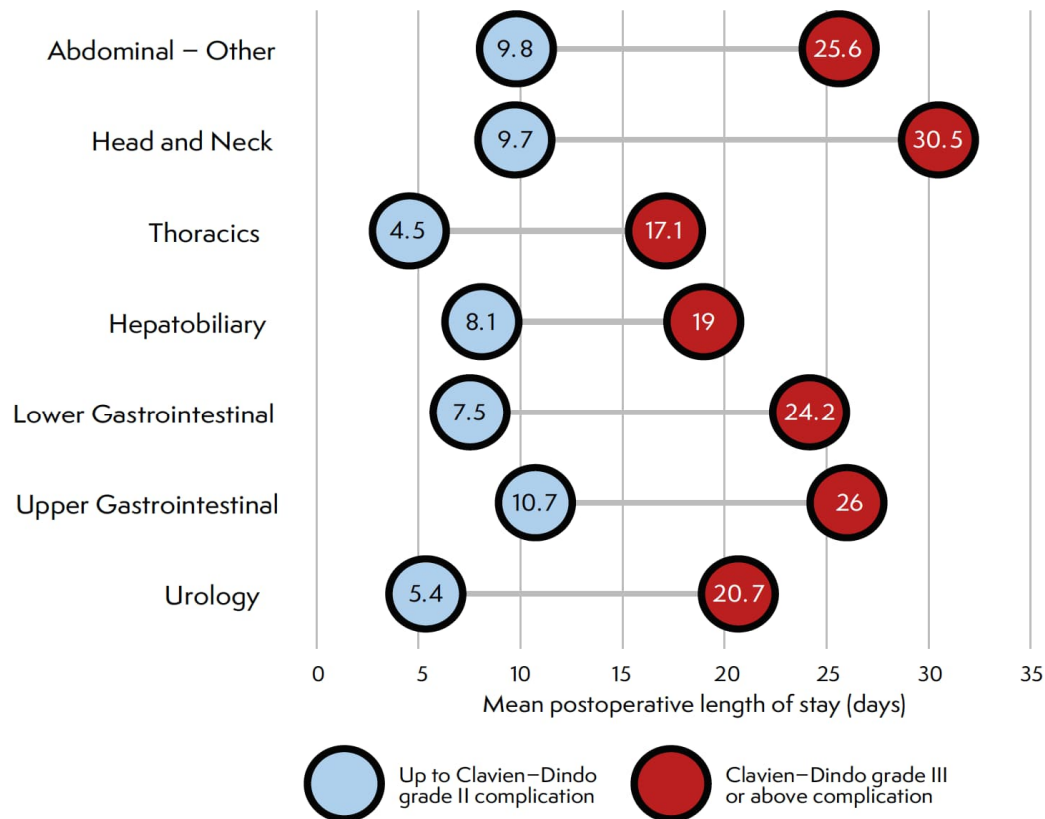 Abdominal – Other
9.8
25.6
Head and Neck
9.7
30.5
Thoracics
4.5
17.1
Hepatobiliary
8.1
19
Lower Gastrointestinal
7.5
24.2
Upper Gastrointestinal
10.7
26
Urology
5.4
20.7
0 5 10 15 20 25 30 35
Mean postoperative length of stay (days)
Up to Clavien–Dindo
grade II complication
Clavien–Dindo grade III
or above complication